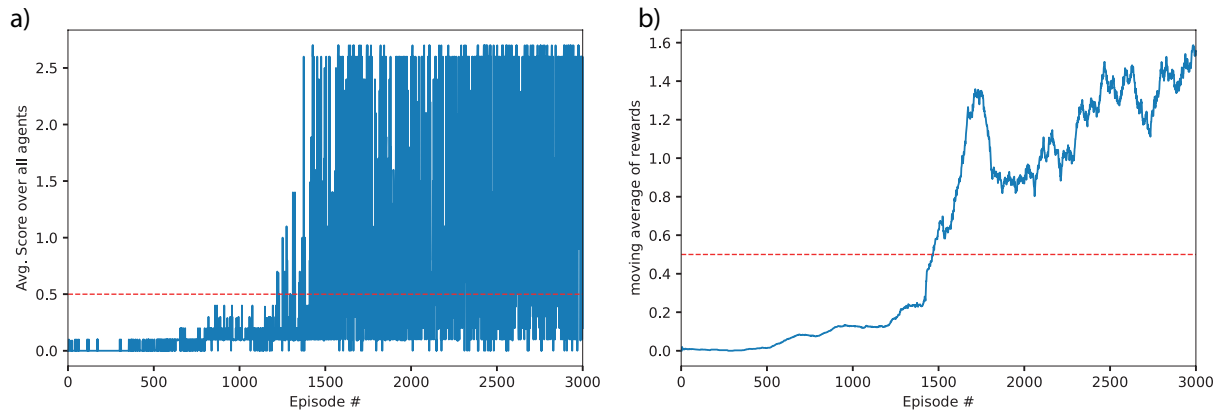 a)
Avg. Score over all agents
2.5
2.0
1.5
1.0
0.5
0.0
0 500 1000 1500 2000 2500 3000
Episode #
b)
moving average of rewards
1.6
1.4
1.2
1.0
0.8
0.6
0.4
0.2
0.0
0 500 1000 1500 2000 2500 3000
Episode #